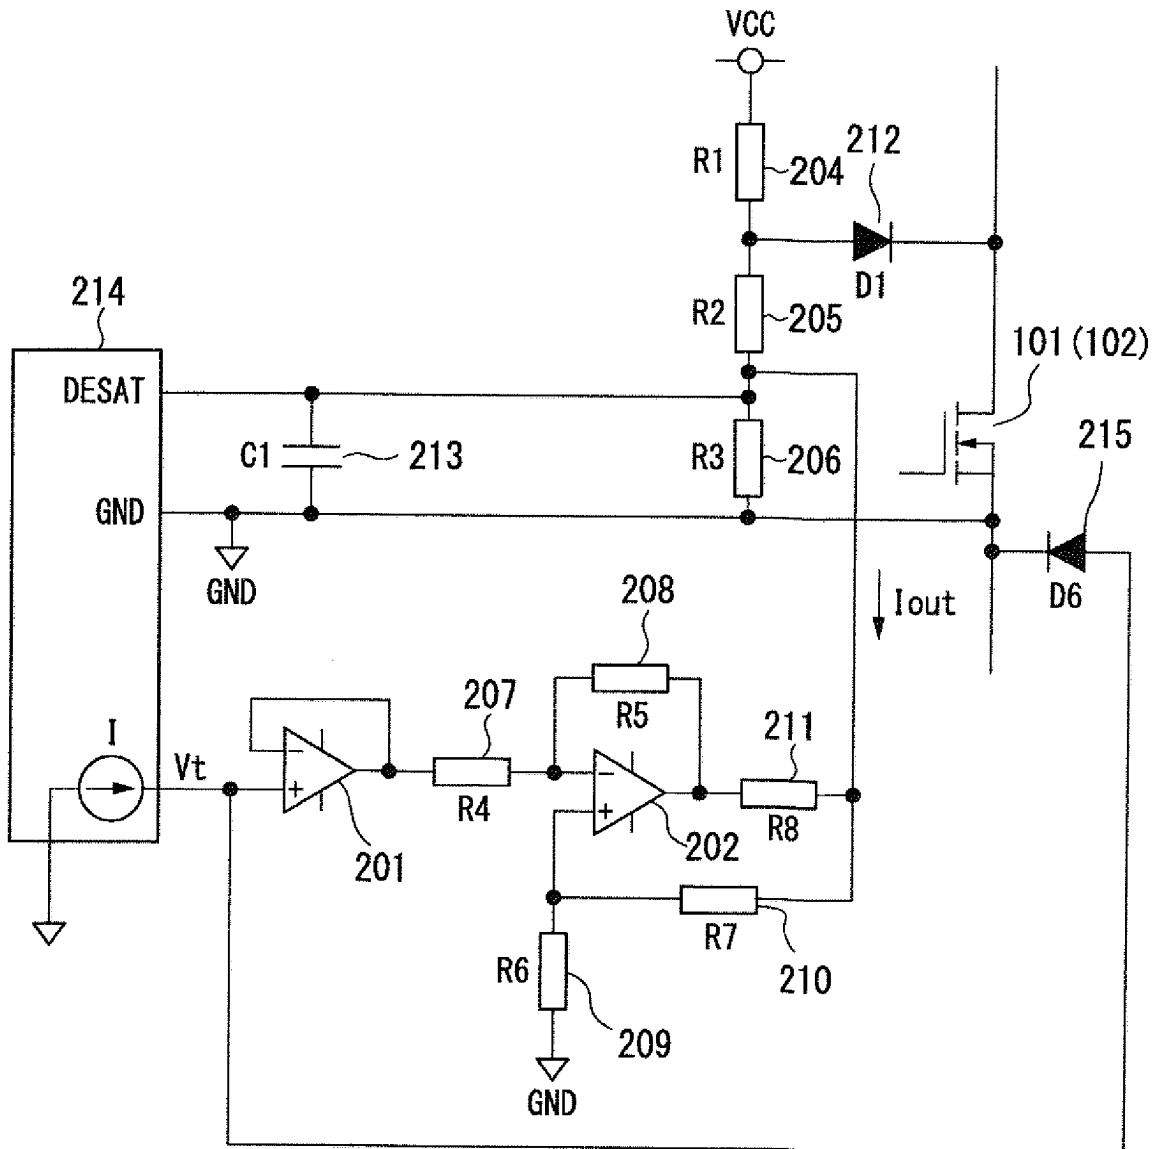 VCC
R1
204
212
D1
214
R2
205
101(102)
DESAT
215
C1
213
R3
206
GND
GND
D6
208
Iout
207
R5
211
I
Vt
−
+
201
R4
−
+
202
R8
R7
210
R6
209
GND